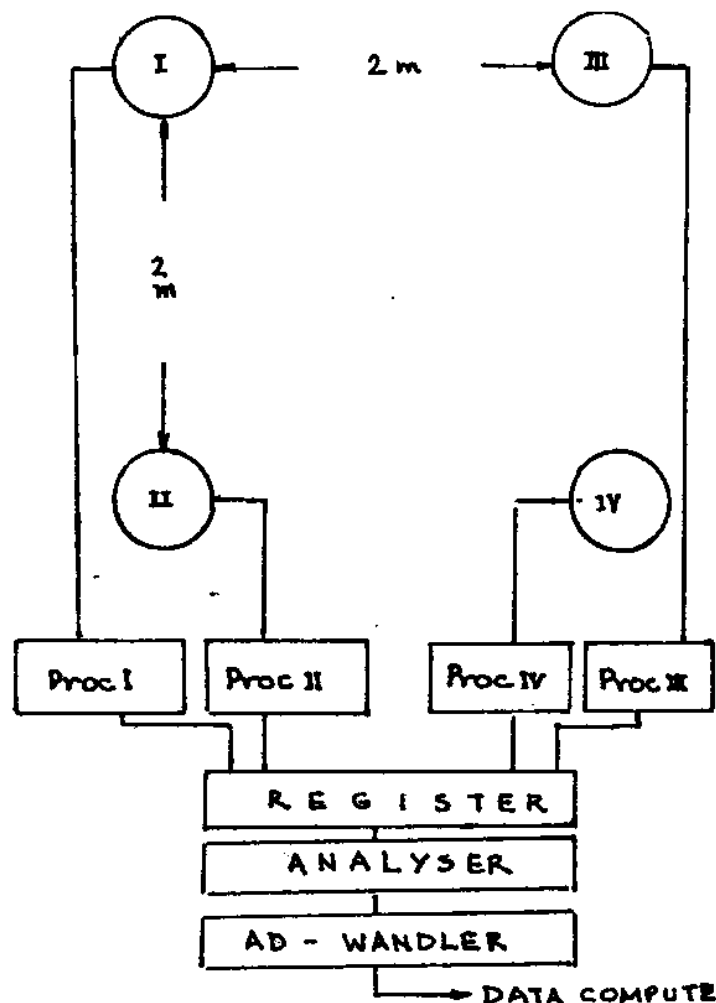 I 2 m III
2
m
II IV
Proc I Proc II Proc IV Proc III
REGISTER
ANALYSER
AD - WANDLER
DATA COMPUTE